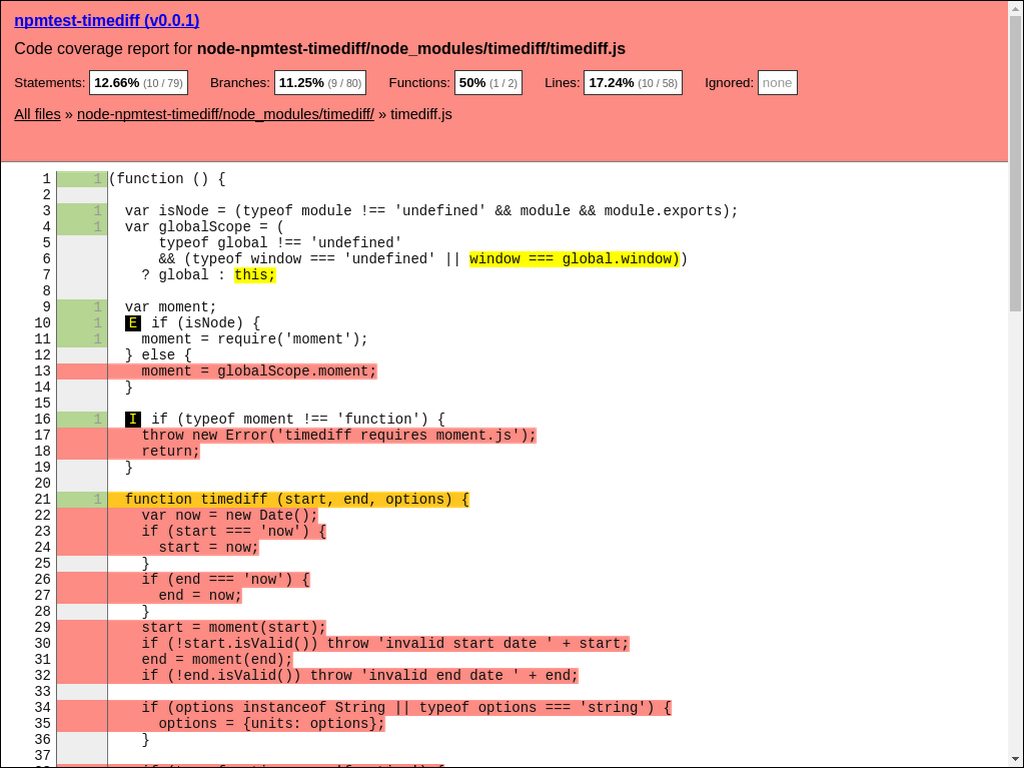 npmtest-timediff (v0.0.1)
Code coverage report for node-npmtest-timediff/node_modules/timediff/timediff.js
Statements: 12.66% (10 / 79) Branches: 11.25% (9 / 80) Functions: 50% (1 / 2) Lines: 17.24% (10 / 58) Ignored: none
All files » node-npmtest-timediff/node_modules/timediff/ » timediff.js
1 1 (function () {
2
3 1 var isNode = (typeof module !== 'undefined' && module && module.exports);
4 1 var globalScope = (
5 typeof global !== 'undefined'
6 && (typeof window === 'undefined' || window === global.window))
7 ? global : this;
8
9 1 var moment;
10 1 E if (isNode) {
11 1 moment = require('moment');
12 } else {
13 moment = globalScope.moment;
14 }
15
16 1 I if (typeof moment !== 'function') {
17 throw new Error('timediff requires moment.js');
18 return;
19 }
20
21 1 function timediff (start, end, options) {
22 var now = new Date();
23 if (start === 'now') {
24 start = now;
25 }
26 if (end === 'now') {
27 end = now;
28 }
29 start = moment(start);
30 if (!start.isValid()) throw 'invalid start date ' + start;
31 end = moment(end);
32 if (!end.isValid()) throw 'invalid end date ' + end;
33
34 if (options instanceof String || typeof options === 'string') {
35 options = {units: options};
36 }
37